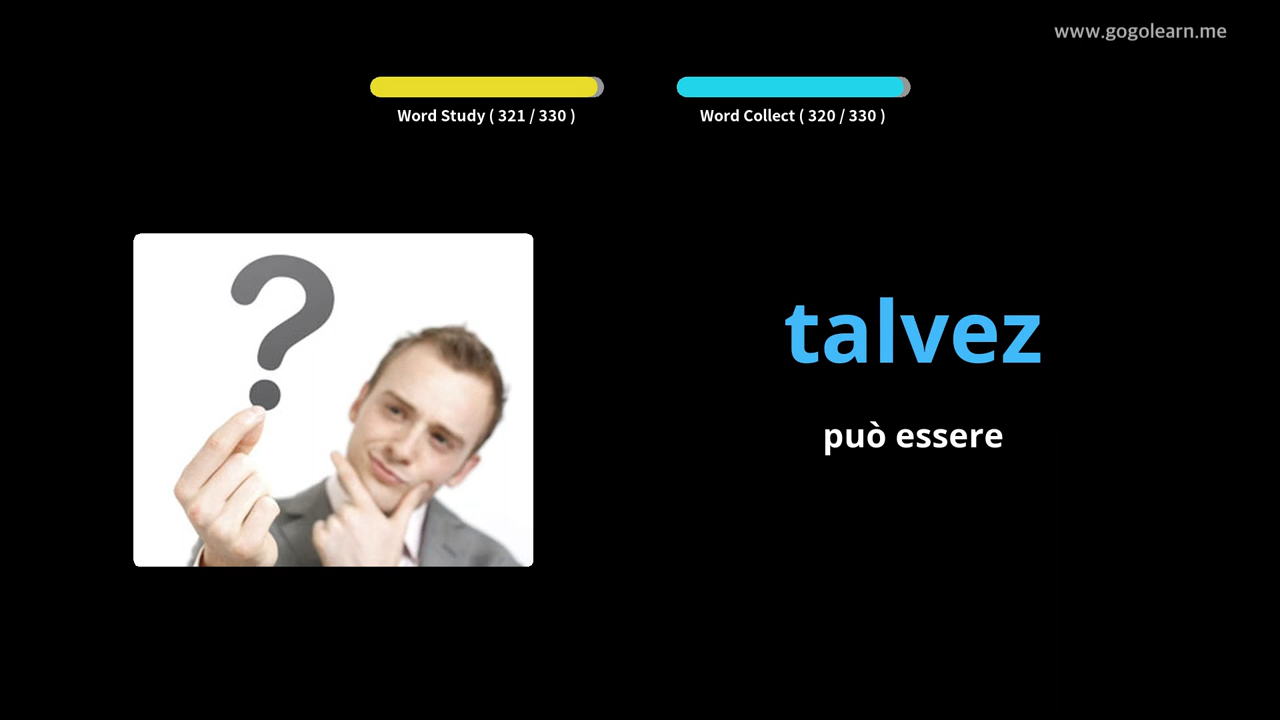 www.gogolearn.me
Word Study ( 321 / 330 )
Word Collect ( 320 / 330 )
?
talvez
può essere